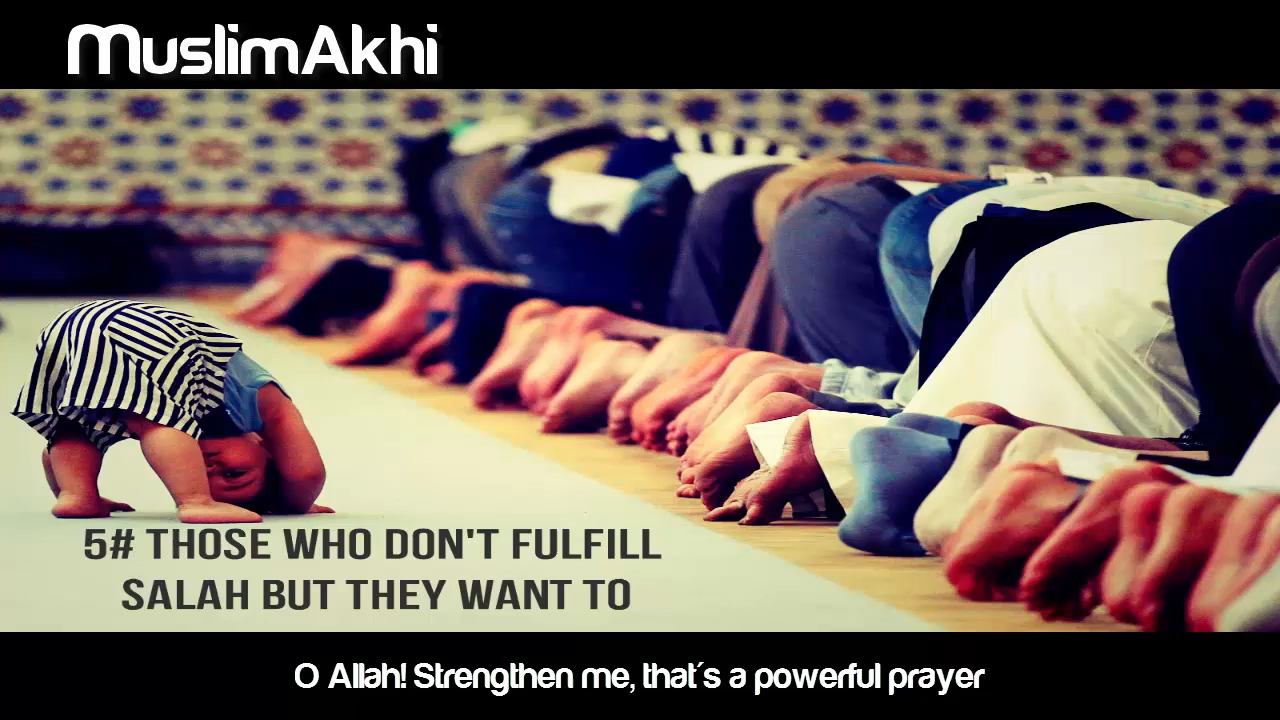 MuslimAkhi
5# THOSE WHO DON'T FULFILL
SALAH BUT THEY WANT TO
O Allah! Strengthen me, that´s a powerful prayer